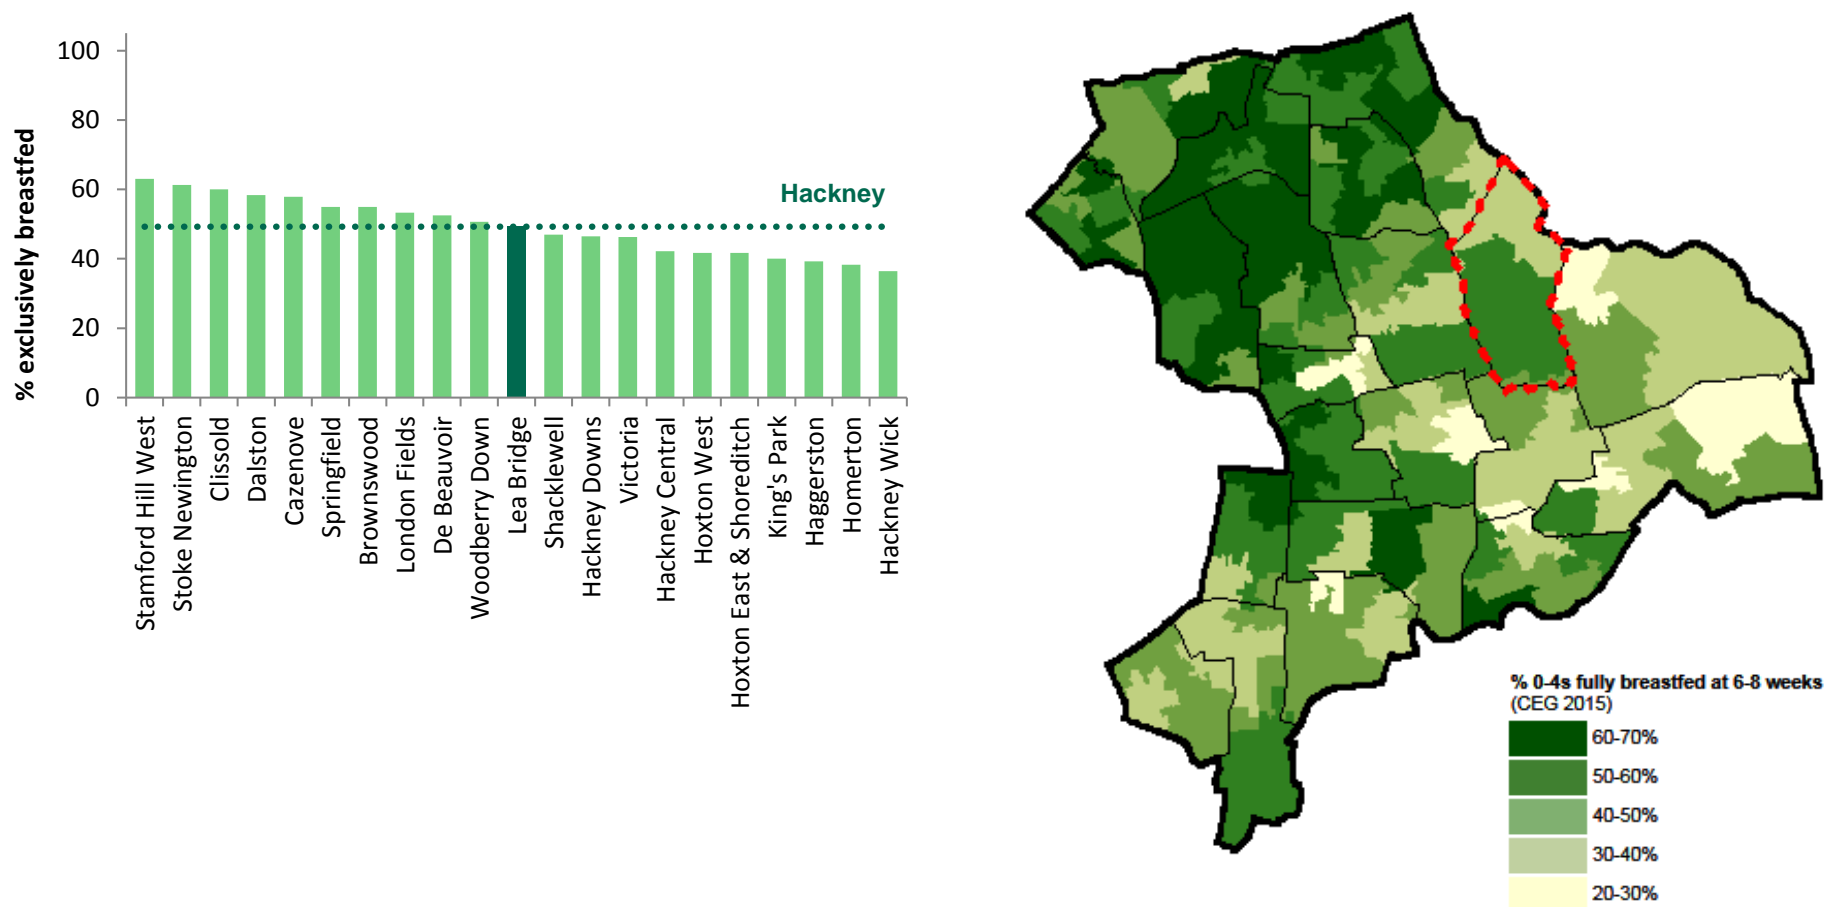 % exclusively breastfed
100
80
60
40
20
0
Hackney
Stamford Hill West
Stoke Newington
Clissold
Dalston
Cazenove
Springfield
Brownswood
London Fields
De Beauvoir
Woodberry Down
Lea Bridge
Shacklewell
Hackney Downs
Victoria
Hackney Central
Hoxton West
Hoxton East & Shoreditch
King's Park
Haggerston
Homerton
Hackney Wick
% 0-4s fully breastfed at 6-8 weeks
(CEG 2015)
60-70%
50-60%
40-50%
30-40%
20-30%